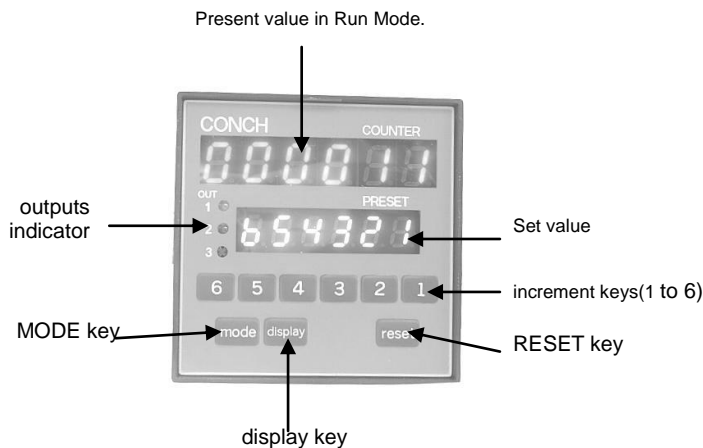 Present value in Run Mode.
CONCH
COUNTER
000011
OUT
PRESET
1
outputs
indicator
2
654321
Set value
3
6 5 4 3 2 1
increment keys(1 to 6)
MODE key
mode display reset
RESET key
display key